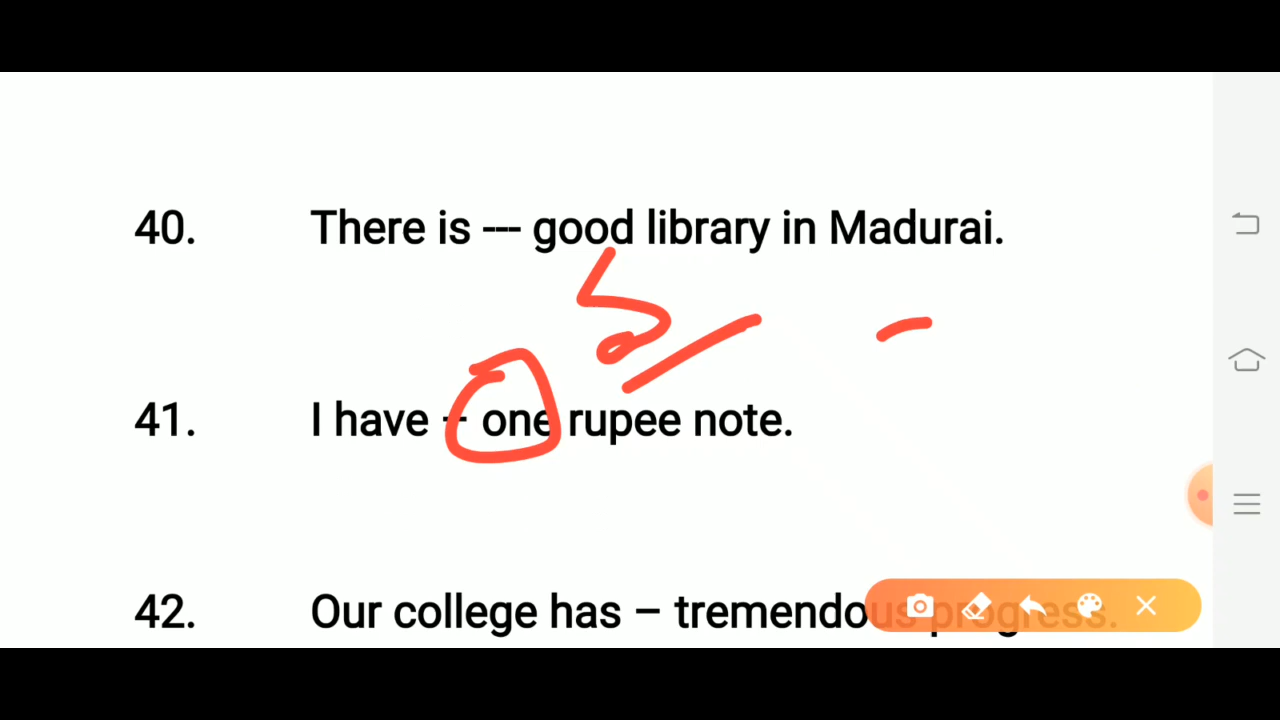 40. There is --- good library in Madurai.
41. I have – one rupee note.
42. Our college has – tremendous progress.